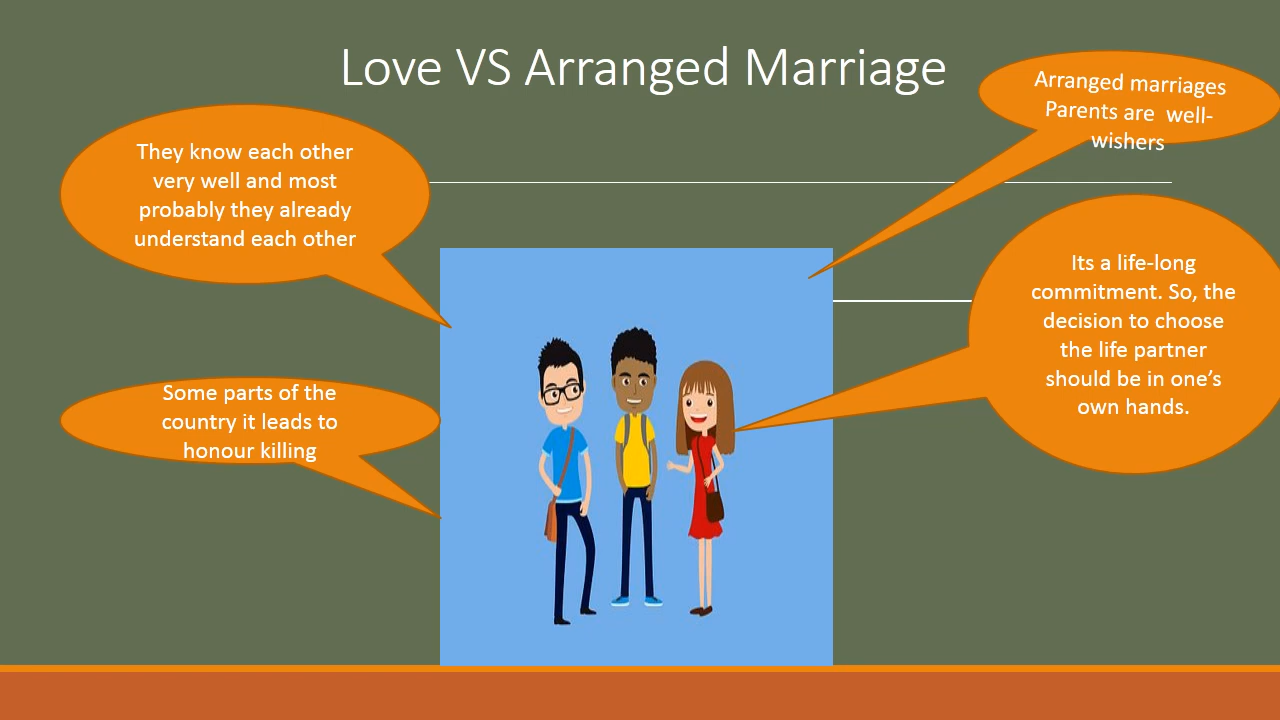 Love VS Arranged Marriage
They know each other
very well and most
probably they already
understand each other
Some parts of the
country it leads to
honour killing
Arranged marriages
Parents are  well-
wishers
Its a life-long
commitment. So, the
decision to choose
the life partner
should be in one’s
own hands.